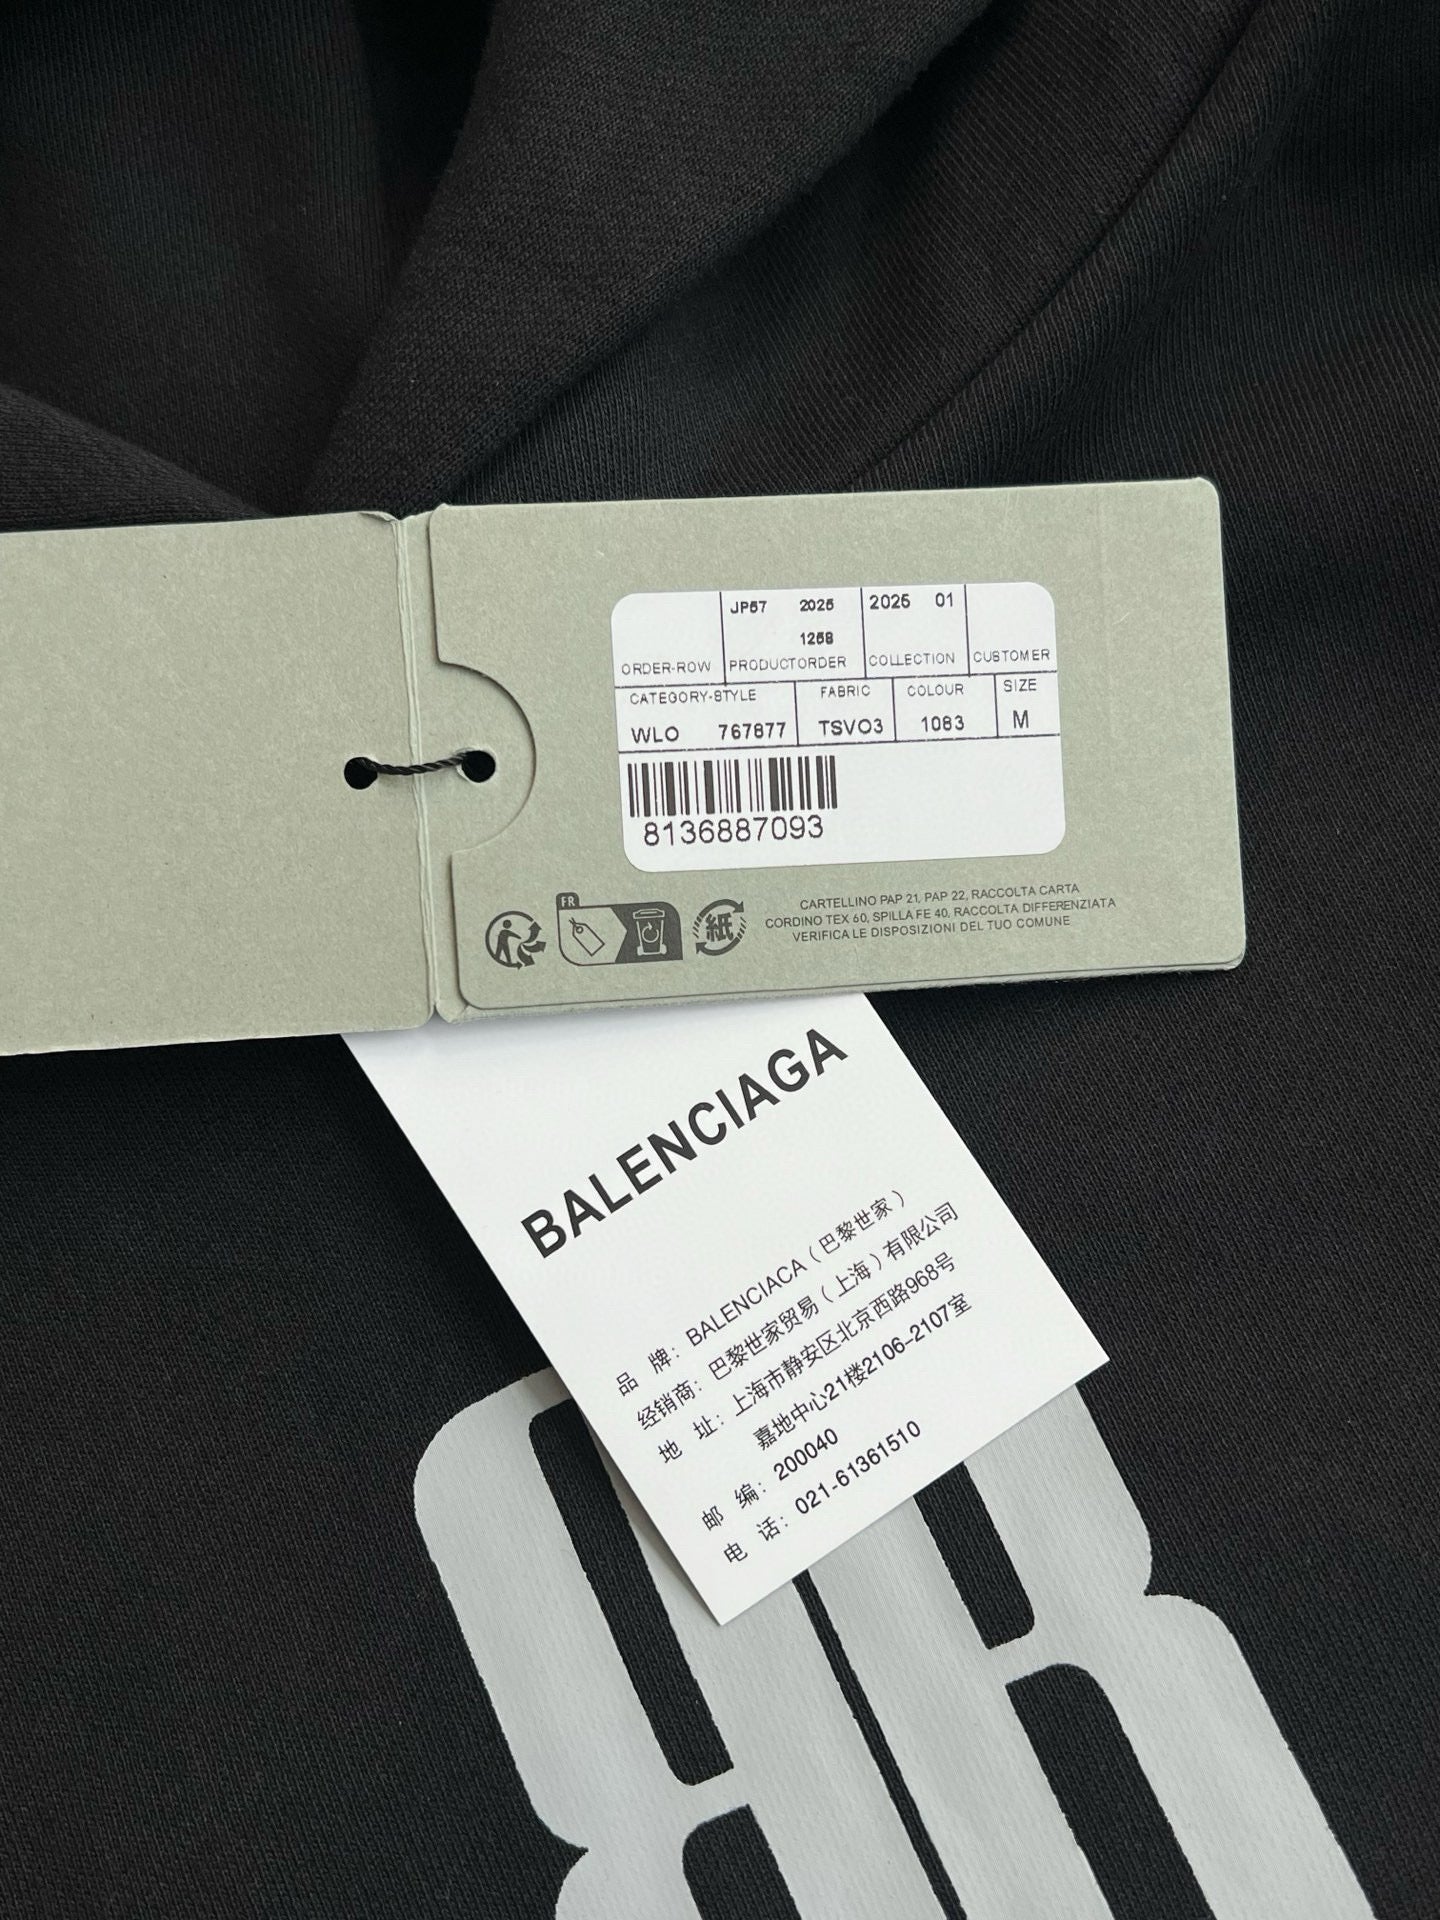 JP57 2025 2025 01
1258
ORDER-ROW PRODUCTORDER COLLECTION CUSTOMER
CATEGORY-STYLE FABRIC COLOUR SIZE
WLO 767877 TSVO3 1083 M
8136887093
FR
紙
CARTELLINO PAP 21, PAP 22, RACCOLTA CARTA
CORDINO TEX 60, SPILLA FE 40, RACCOLTA DIFFERENZIATA
VERIFICA LE DISPOSIZIONI DEL TUO COMUNE
BALENCIAGA
品 牌: BALENCIACA（巴黎世家）
经销商: 巴黎世家贸易（上海）有限公司
地 址: 上海市静安区北京西路968号
嘉地中心21楼2106-2107室
邮 编: 200040
电 话: 021-61361510